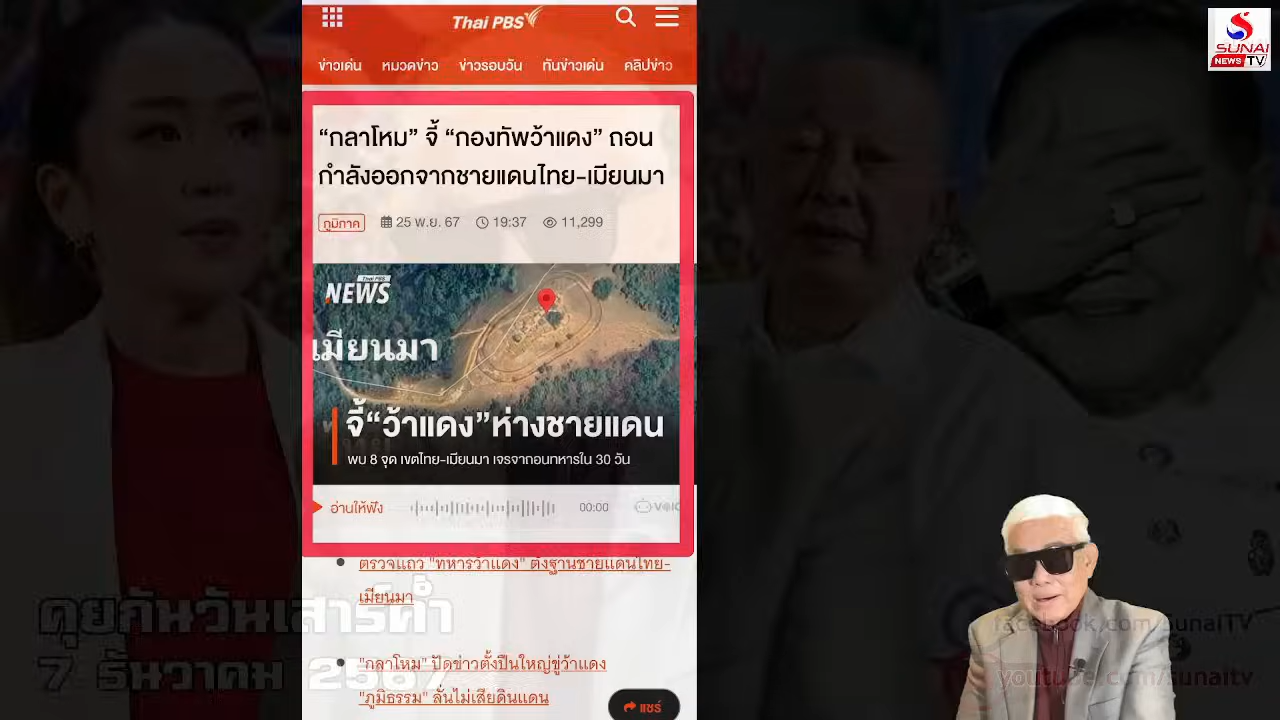 Thai PBS
SUNAI
NEWS TV
ข่าวเด่น หมวดข่าว ข่าวรอบวัน ทันข่าวเด่น คลิปข่าว
“กลาโหม” จี้ “กองทัพว้าแดง” ถอน
กำลังออกจากชายแดนไทย-เมียนมา
ภูมิภาค 25 พ.ย. 67 19:37 11,299
Thai PBS
NEWS
เมียนมา
จี้“ว้าแดง”ห่างชายแดน
พบ 8 จุด เขตไทย-เมียนมา เจรจาถอนทหารใน 30 วัน
อ่านให้ฟัง 00:00
ตรวจแถว "ทหารว้าแดง" ตั้งฐานชายแดนไทย-
เมียนมา
คุยกันวันเสาร์ค่ำ
7 ธันวาคม 2567
"กลาโหม" ปัดข่าวตั้งปืนใหญ่ขู่ว้าแดง
"ภูมิธรรม" ลั่นไม่เสียดินแดน
แชร์
facebook.com/sunaiTV
youtube.com/sunaitv